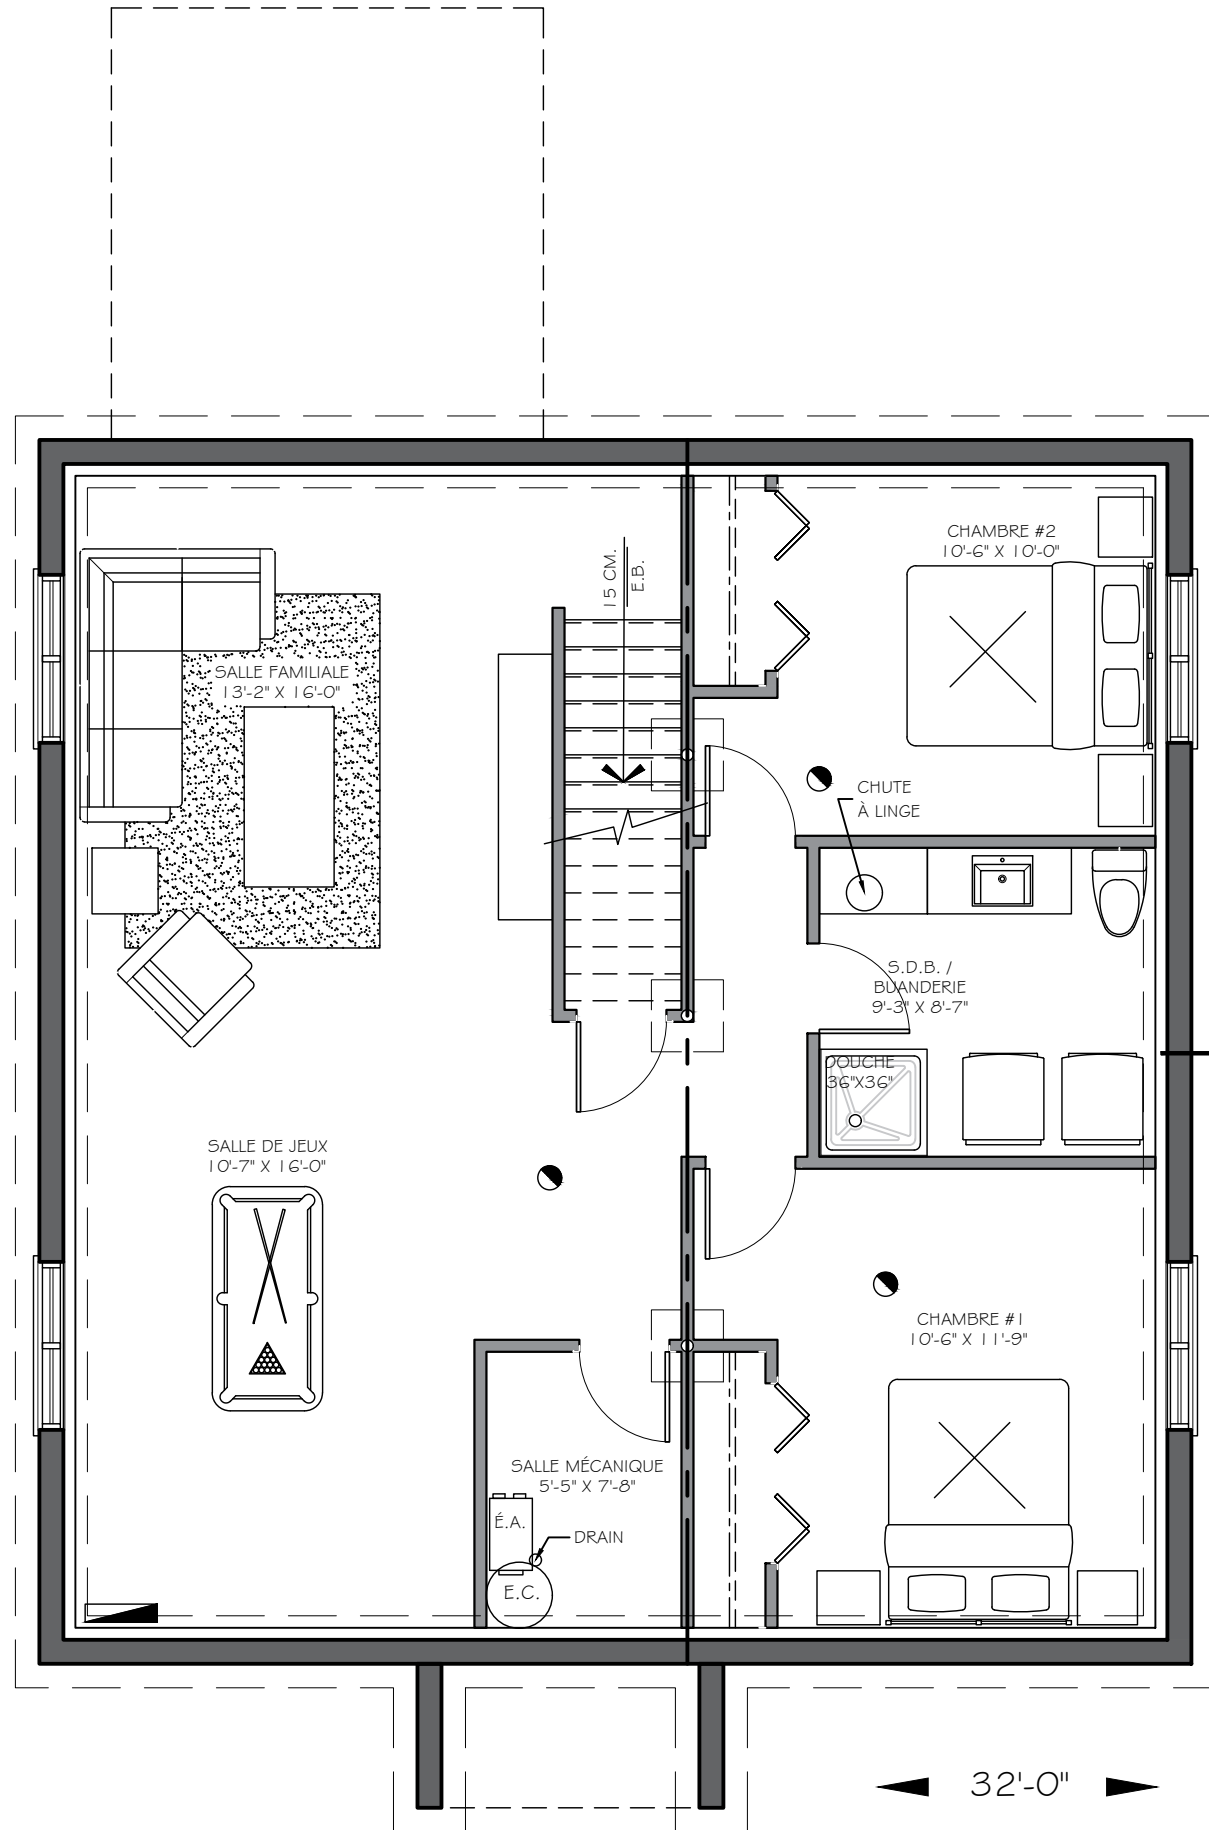 CHAMBRE #2
10'-6" X 10'-0"
15 CM.
E.B.
SALLE FAMILIALE
13'-2" X 16'-0"
CHUTE
À LINGE
S.D.B. /
BUANDERIE
9'-3" X 8'-7"
DOUCHE
36"X36"
SALLE DE JEUX
10'-7" X 16'-0"
CHAMBRE #1
10'-6" X 11'-9"
SALLE MÉCANIQUE
5'-5" X 7'-8"
É.A.
DRAIN
E.C.
32'-0"